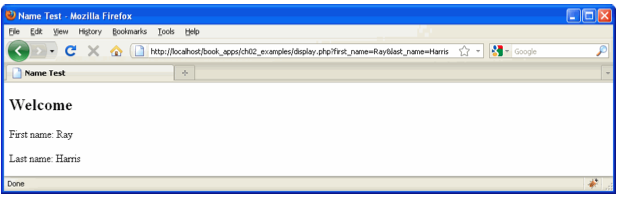 Name Test - Mozilla Firefox
File Edit View History Bookmarks Tools Help
http://localhost/book_apps/ch02_examples/display.php?first_name=Ray&last_name=Harris Google
Name Test
Welcome
First name: Ray
Last name: Harris
Done